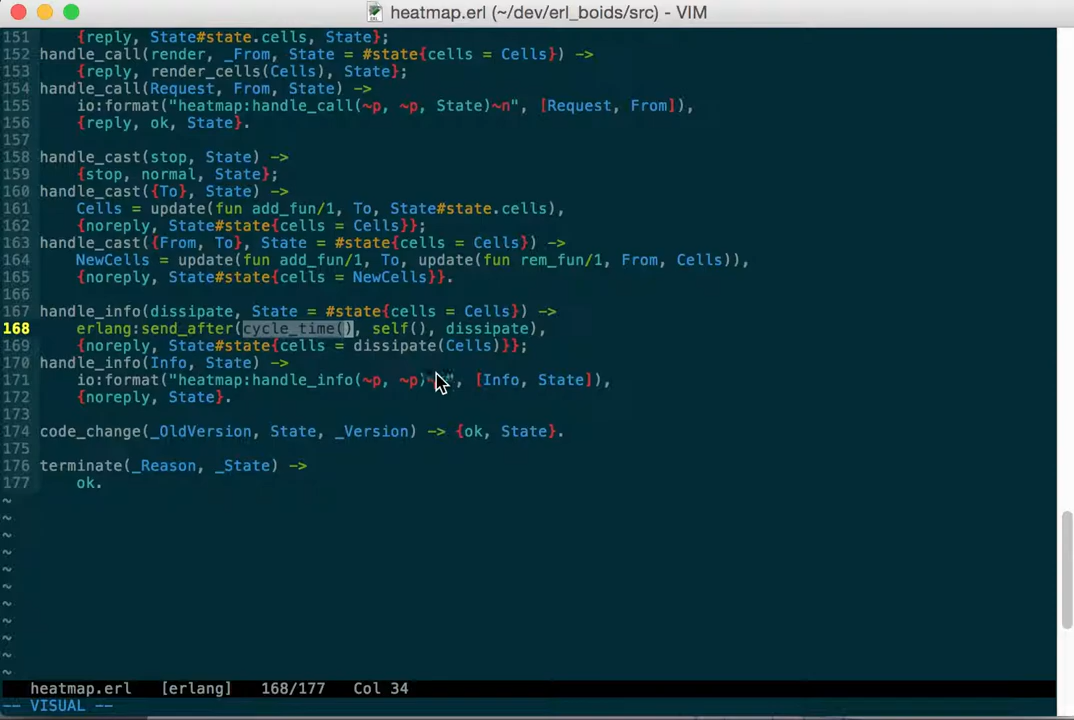 heatmap.erl (~/dev/erl_boids/src) - VIM
151     {reply, State#state.cells, State};
152 handle_call(render, _From, State = #state{cells = Cells}) ->
153     {reply, render_cells(Cells), State};
154 handle_call(Request, From, State) ->
155     io:format("heatmap:handle_call(~p, ~p, State)~n", [Request, From]),
156     {reply, ok, State}.
157
158 handle_cast(stop, State) ->
159     {stop, normal, State};
160 handle_cast({To}, State) ->
161     Cells = update(fun add_fun/1, To, State#state.cells),
162     {noreply, State#state{cells = Cells}};
163 handle_cast({From, To}, State = #state{cells = Cells}) ->
164     NewCells = update(fun add_fun/1, To, update(fun rem_fun/1, From, Cells)),
165     {noreply, State#state{cells = NewCells}}.
166
167 handle_info(dissipate, State = #state{cells = Cells}) ->
168     erlang:send_after(cycle_time(), self(), dissipate),
169     {noreply, State#state{cells = dissipate(Cells)}};
170 handle_info(Info, State) ->
171     io:format("heatmap:handle_info(~p, ~p)", [Info, State]),
172     {noreply, State}.
173
174 code_change(_OldVersion, State, _Version) -> {ok, State}.
175
176 terminate(_Reason, _State) ->
177     ok.
~
~
~
~
~
~
~
~
~
~
~
heatmap.erl [erlang] 168/177 Col 34
-- VISUAL --